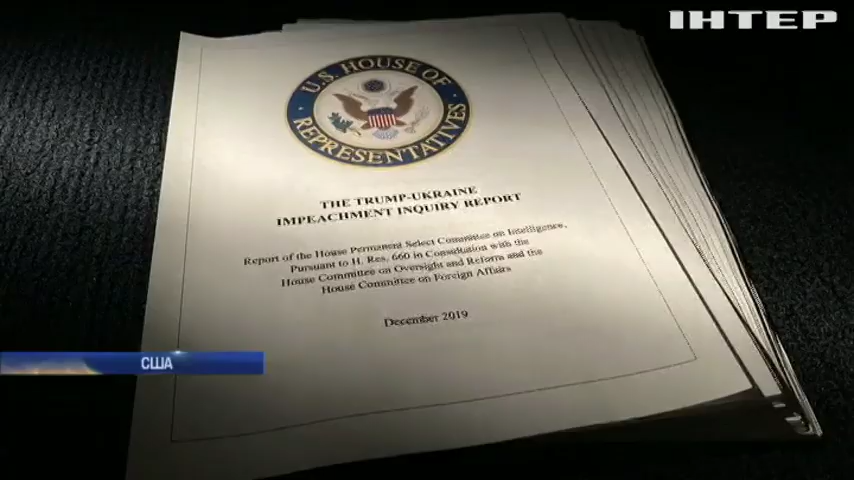 ІНТЕР
U.S. HOUSE OF
REPRESENTATIVES
THE TRUMP-UKRAINE
IMPEACHMENT INQUIRY REPORT
Report of the House Permanent Select Committee on Intelligence,
Pursuant to H. Res. 660 in Consultation with the
House Committee on Oversight and Reform and the
House Committee on Foreign Affairs
December 2019
США